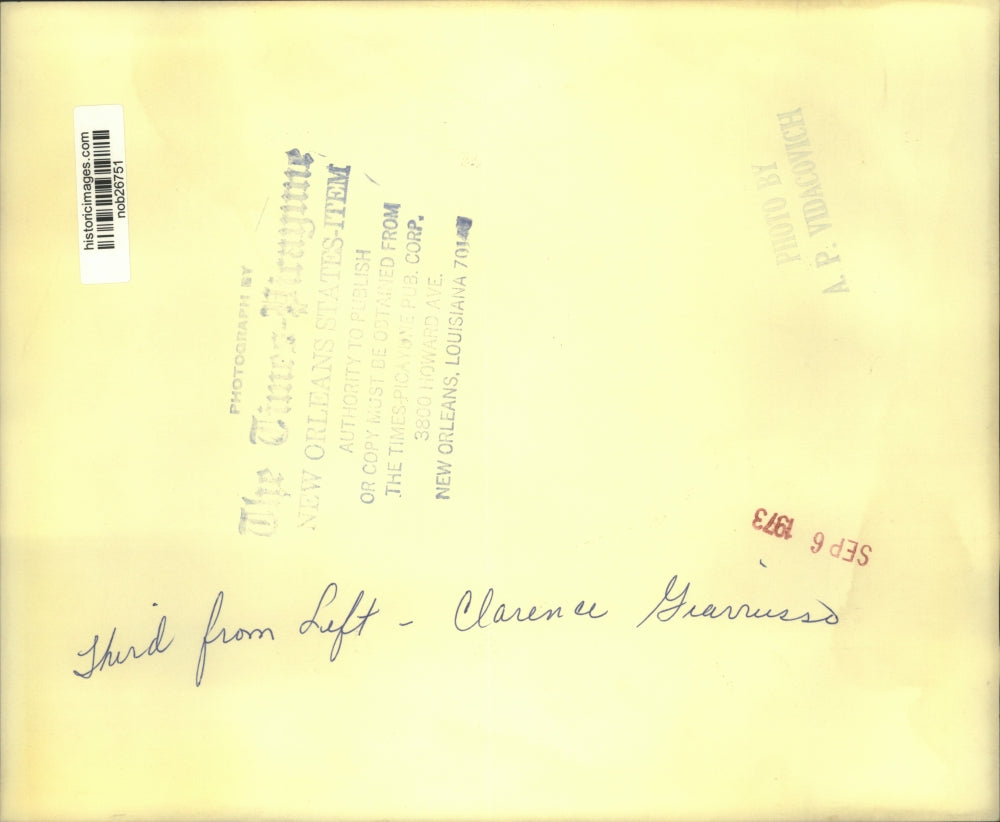 historicimages.com
nob26751
PHOTOGRAPH BY
The Times-Picayune
NEW ORLEANS STATES-ITEM
AUTHORITY TO PUBLISH
OR COPY MUST BE OBTAINED FROM
THE TIMES-PICAYUNE PUB. CORP.
3800 HOWARD AVE.
NEW ORLEANS, LOUISIANA 70140
PHOTO BY
A. P. VIDACOVICH
SEP 6 1973
Third from Left - Clarence Giarrusso